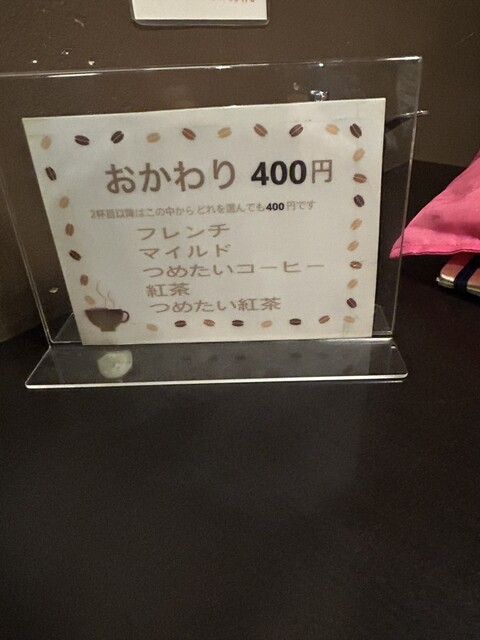 おかわり 400円
2杯目以降はこの中から どれを選んでも400円です
フレンチ
マイルド
つめたいコーヒー
紅茶
つめたい紅茶